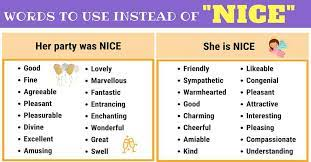 WORDS TO USE INSTEAD OF "NICE"
Her party was NICE
Good
Fine
Agreeable
Pleasant
Pleasurable
Divine
Excellent
Amusing
Lovely
Marvellous
Fantastic
Entrancing
Enchanting
Wonderful
Great
Swell
She is NICE
Friendly
Sympathetic
Warmhearted
Good
Charming
Cheerful
Amiable
Kind
Likeable
Congenial
Pleasant
Attractive
Interesting
Pleasing
Compassionate
Understanding